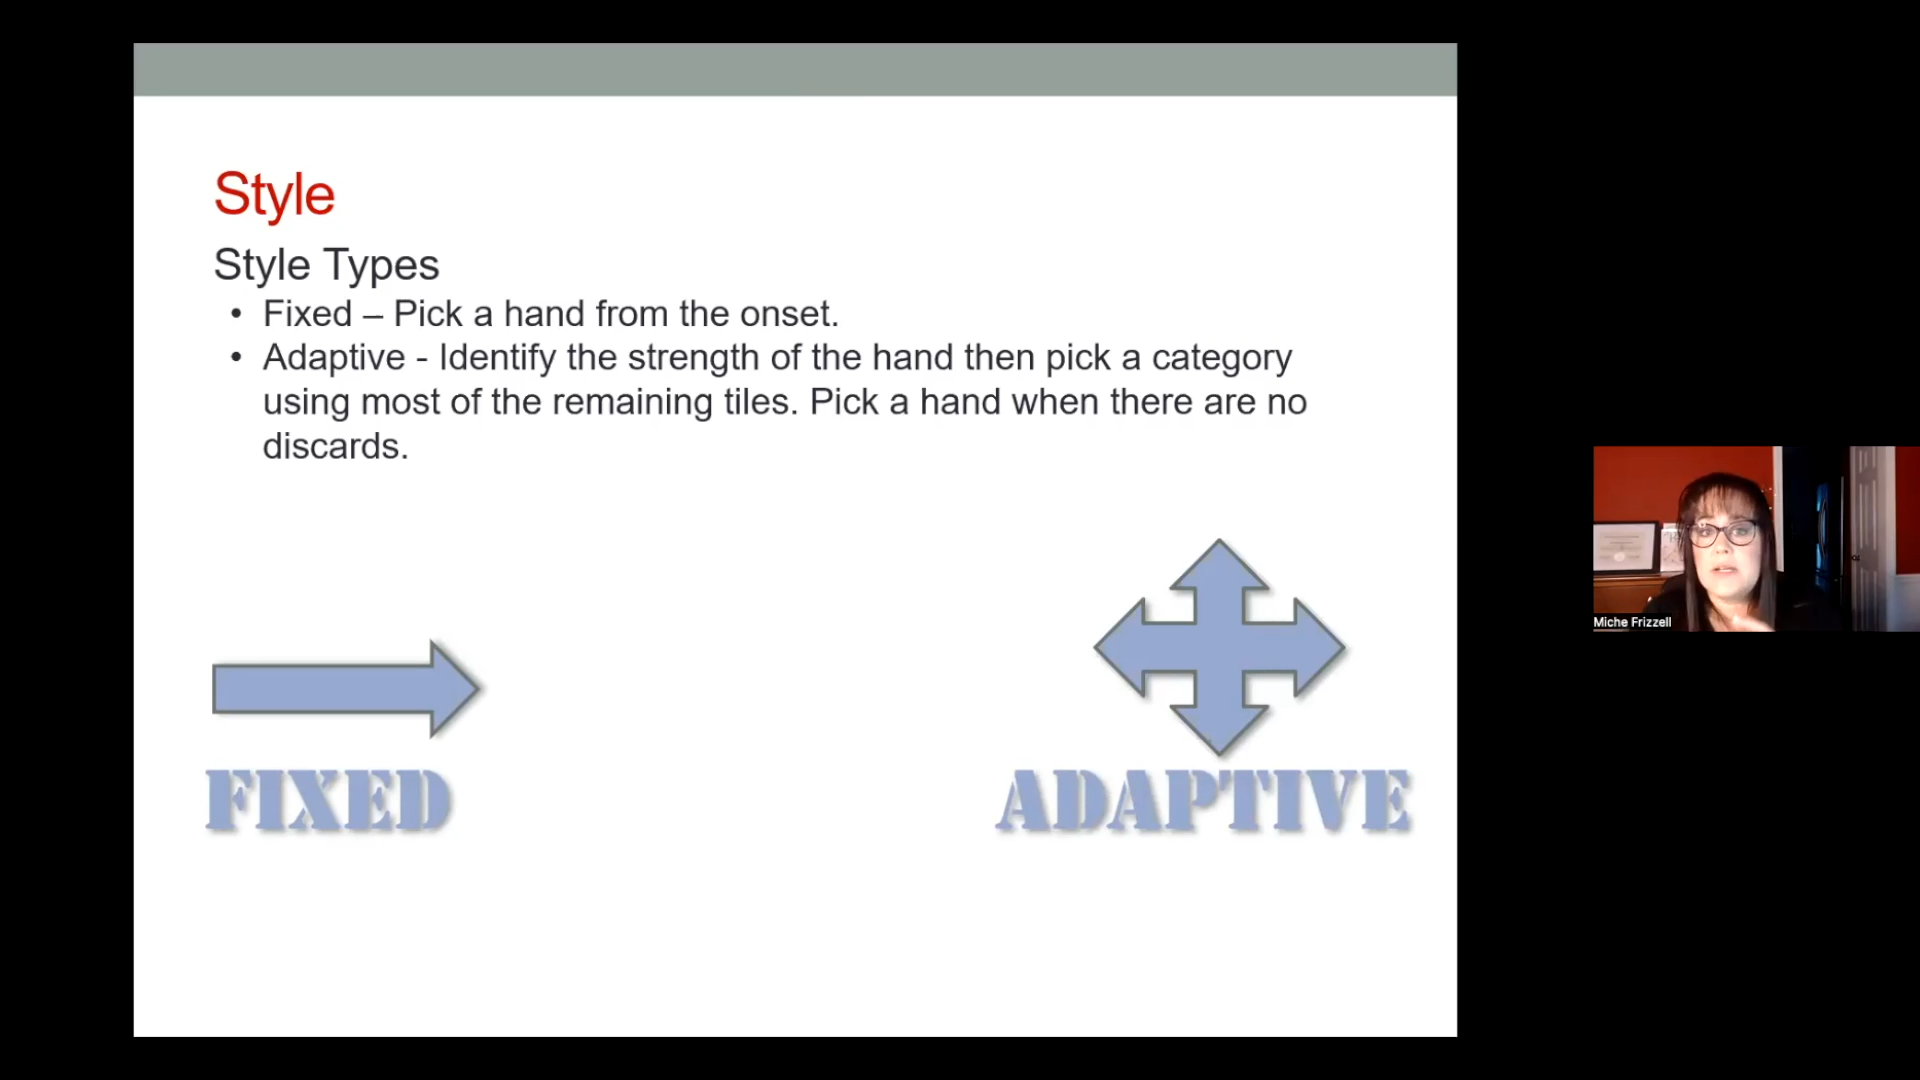 Style
Style Types
• Fixed – Pick a hand from the onset.
• Adaptive - Identify the strength of the hand then pick a category
using most of the remaining tiles. Pick a hand when there are no
discards.
FIXED
ADAPTIVE
Miche Frizzell